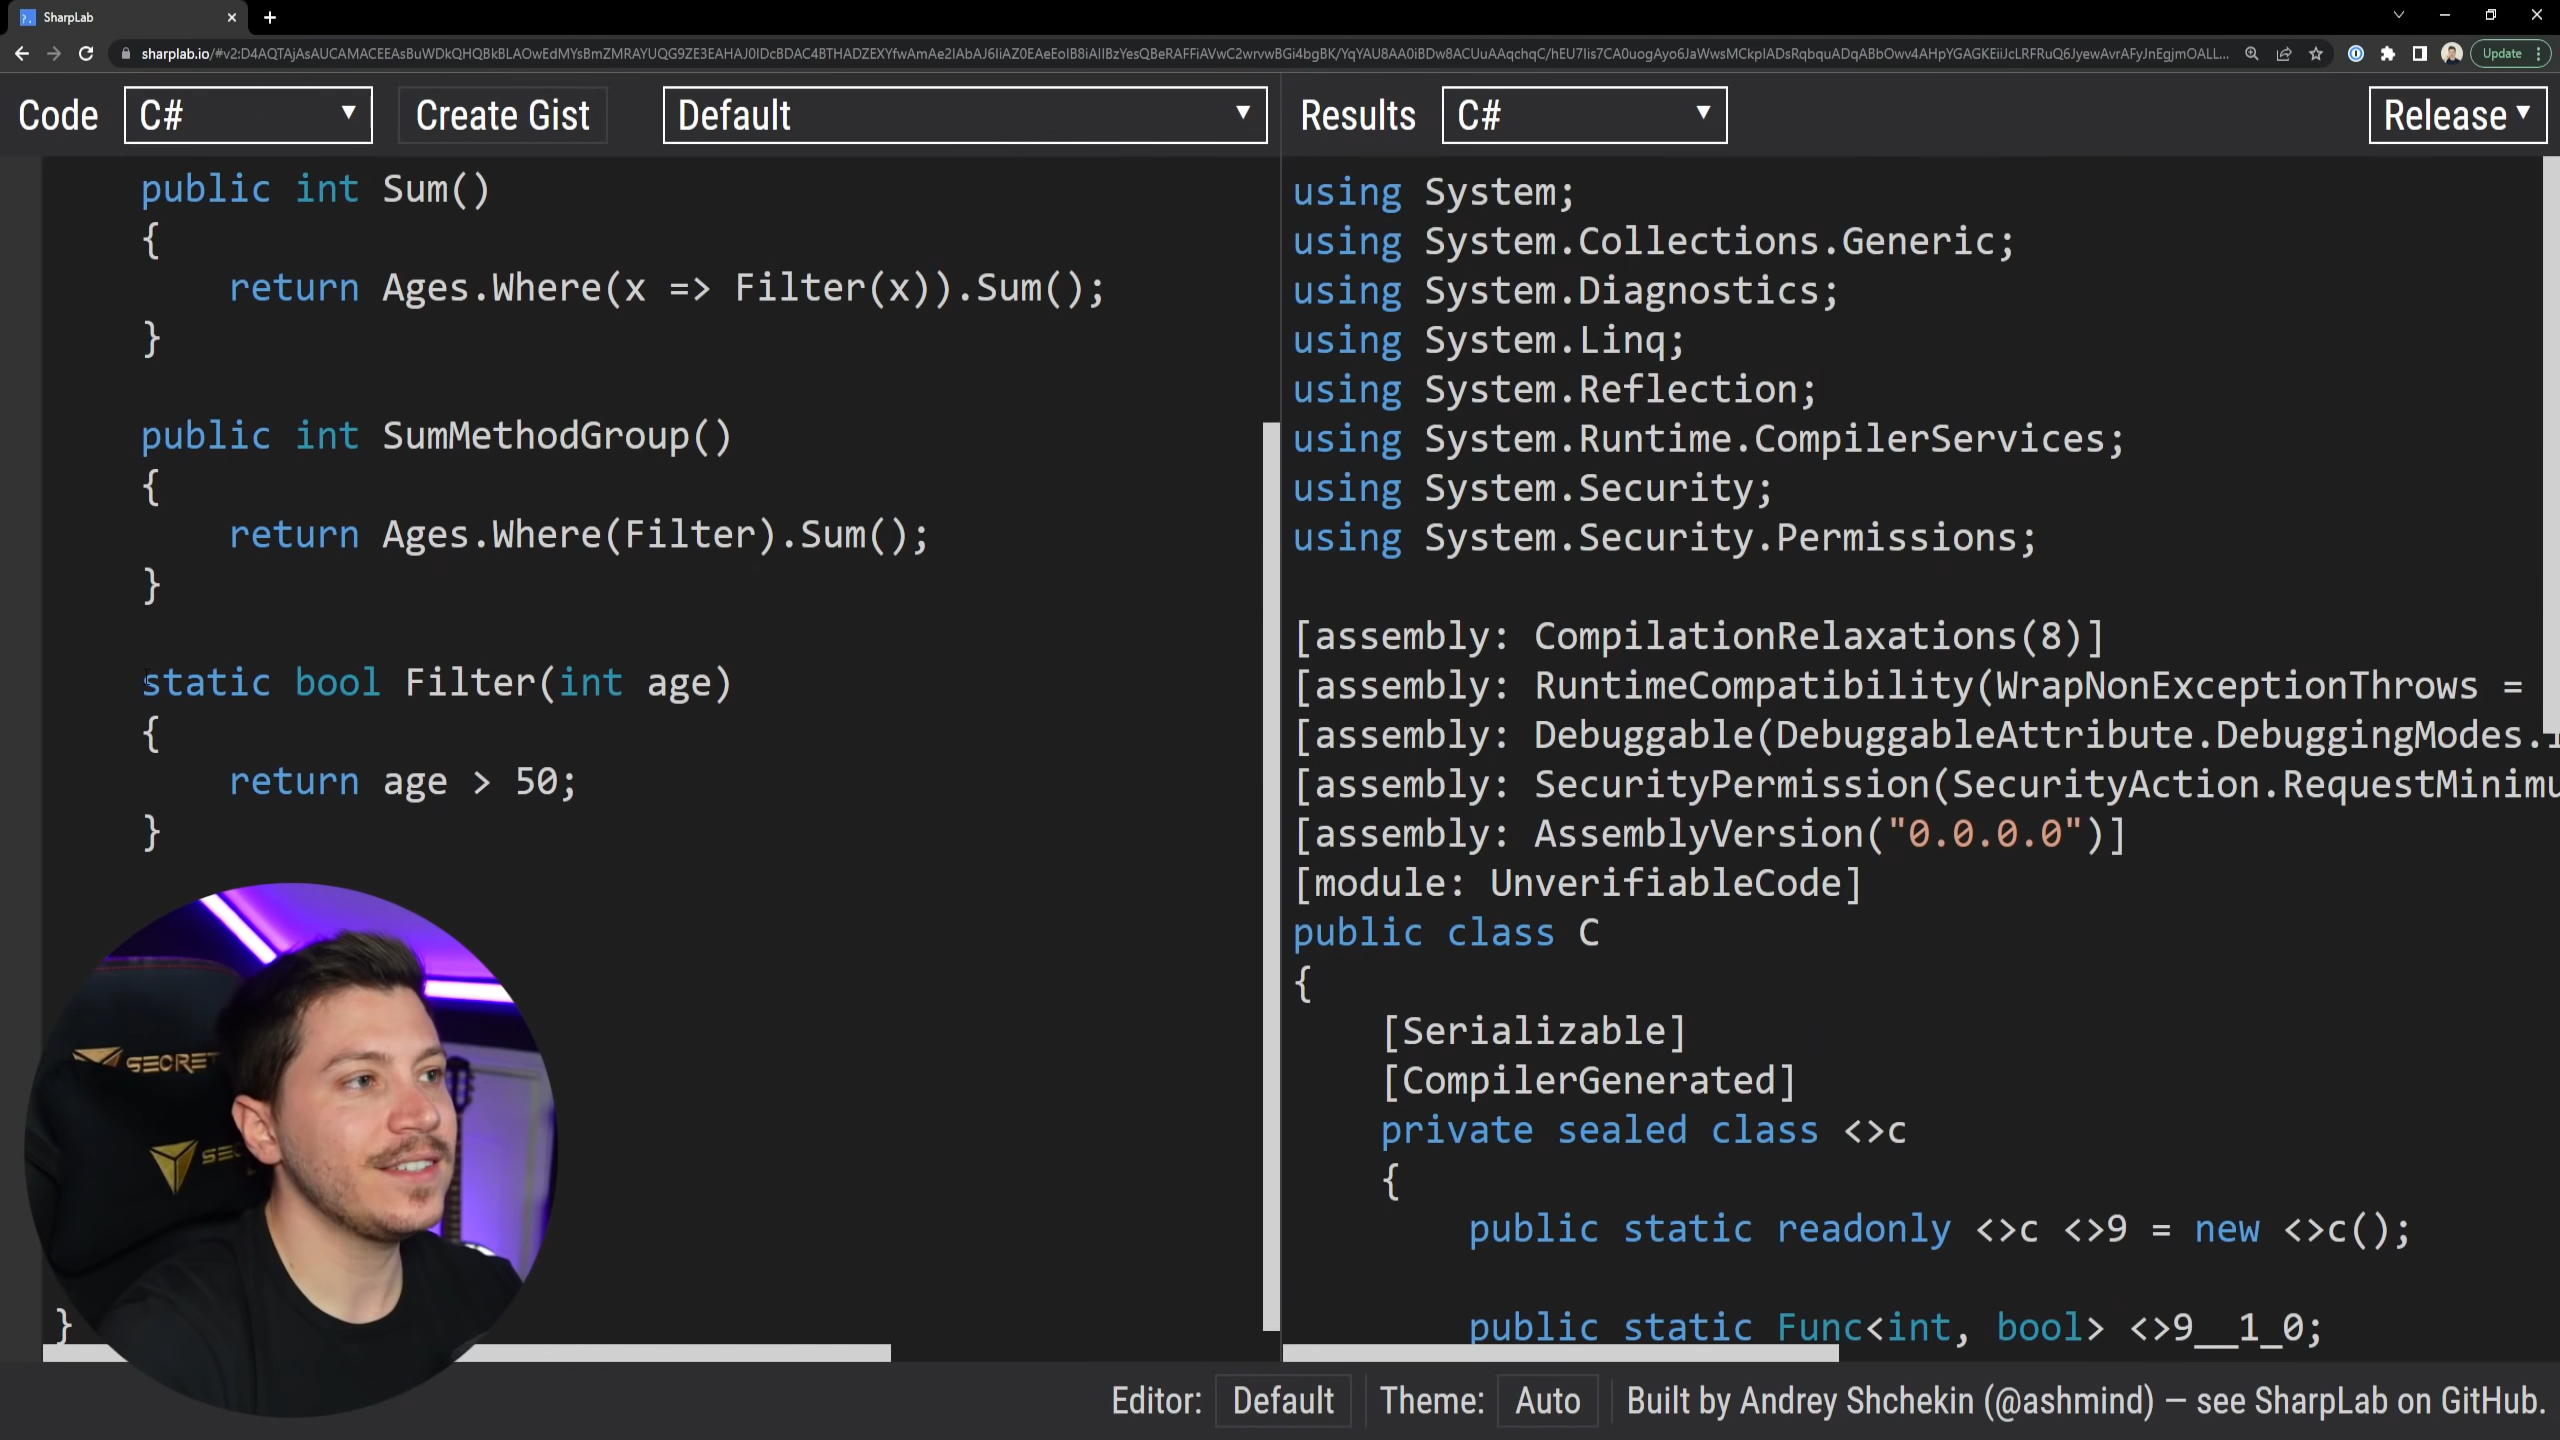 SharpLab
sharplab.io/#v2:
Update
Code
C#
Create Gist
Default
Results
C#
Release
public int Sum()
{
return Ages.Where(x => Filter(x)).Sum();
}
public int SumMethodGroup()
{
return Ages.Where(Filter).Sum();
}
static bool Filter(int age)
{
return age > 50;
}
}
using System;
using System.Collections.Generic;
using System.Diagnostics;
using System.Linq;
using System.Reflection;
using System.Runtime.CompilerServices;
using System.Security;
using System.Security.Permissions;
[assembly: CompilationRelaxations(8)]
[assembly: RuntimeCompatibility(WrapNonExceptionThrows =
[assembly: Debuggable(DebuggableAttribute.DebuggingModes.
[assembly: SecurityPermission(SecurityAction.RequestMinimu
[assembly: AssemblyVersion("0.0.0.0")]
[module: UnverifiableCode]
public class C
{
[Serializable]
[CompilerGenerated]
private sealed class <>c
{
public static readonly <>c <>9 = new <>c();
public static Func<int, bool> <>9__1_0;
SECRET
SEC
Editor: Default
Theme: Auto
Built by Andrey Shchekin (@ashmind) — see SharpLab on GitHub.